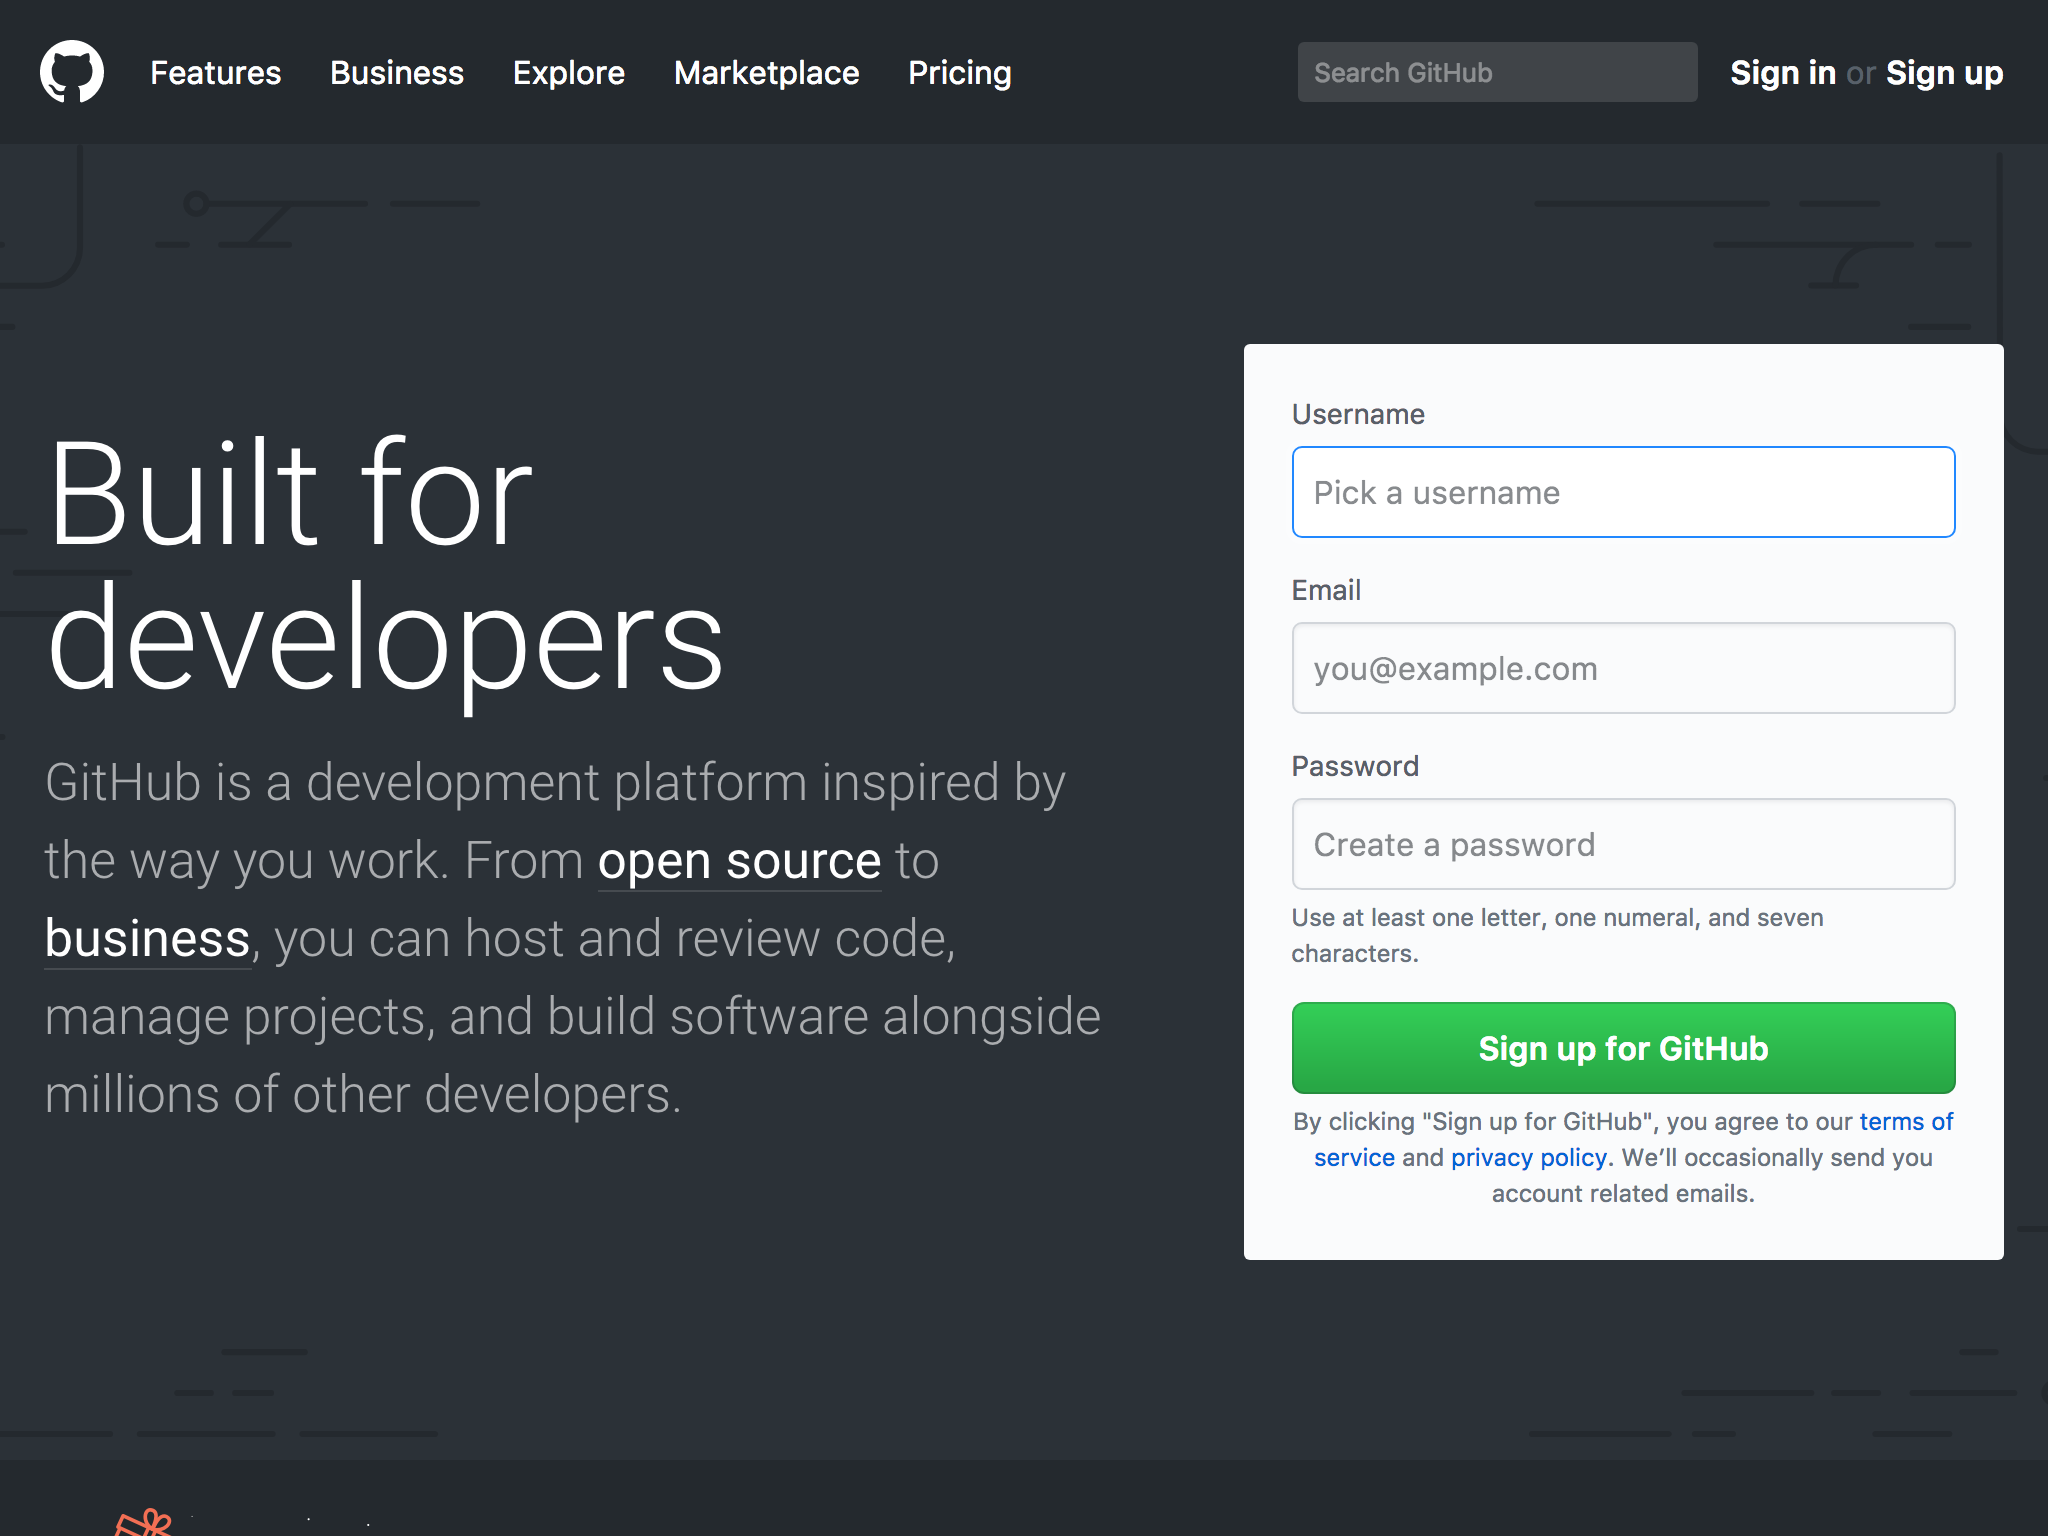 Features Business Explore Marketplace Pricing Search GitHub Sign in or Sign up
Built for
developers
GitHub is a development platform inspired by
the way you work. From open source to
business, you can host and review code,
manage projects, and build software alongside
millions of other developers.
Username
Pick a username
Email
you@example.com
Password
Create a password
Use at least one letter, one numeral, and seven
characters.
Sign up for GitHub
By clicking "Sign up for GitHub", you agree to our terms of
service and privacy policy. We’ll occasionally send you
account related emails.